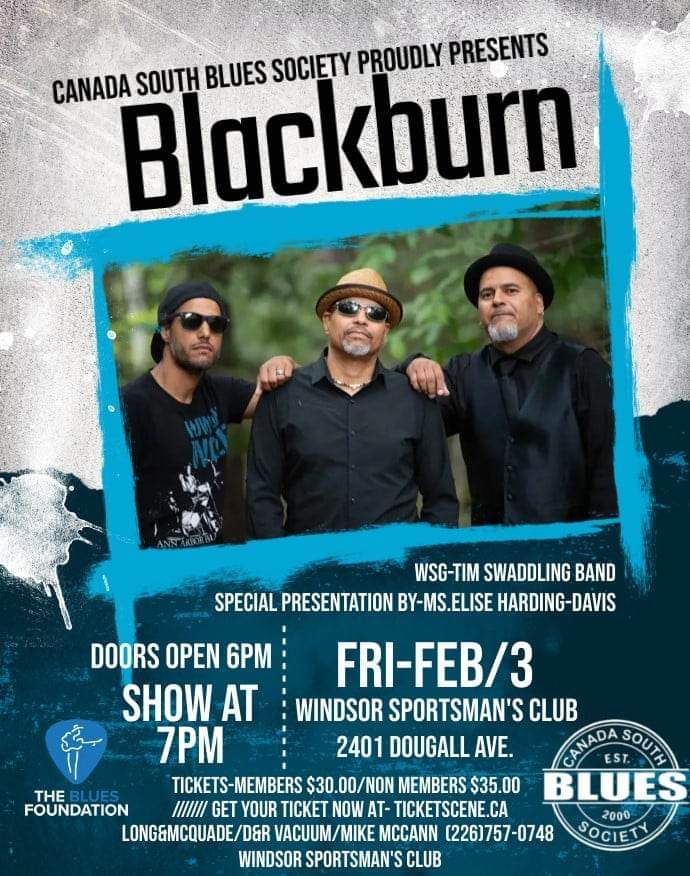 CANADA SOUTH BLUES SOCIETY PROUDLY PRESENTS
Blackburn
ANN ARBOR
WSG-TIM SWADDLING BAND
SPECIAL PRESENTATION BY-MS.ELISE HARDING-DAVIS
DOORS OPEN 6PM
SHOW AT
7PM
FRI-FEB/3
WINDSOR SPORTSMAN'S CLUB
2401 DOUGALL AVE.
THE BLUES
FOUNDATION
TICKETS-MEMBERS $30.00/NON MEMBERS $35.00
/////// GET YOUR TICKET NOW AT- TICKETSCENE.CA
LONG&MCQUADE/D&R VACUUM/MIKE MCCANN (226)757-0748
WINDSOR SPORTSMAN'S CLUB
CANADA SOUTH
EST.
BLUES
2000
SOCIETY